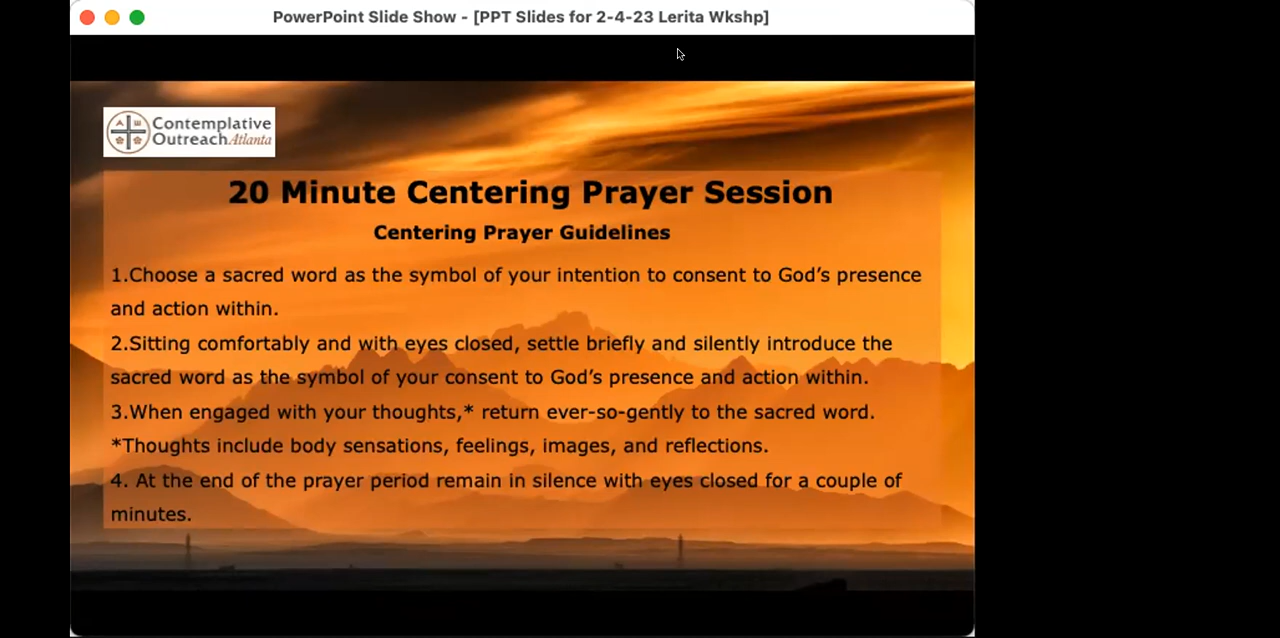 PowerPoint Slide Show - [PPT Slides for 2-4-23 Lerita Wkshp]
Contemplative
Outreach Atlanta
20 Minute Centering Prayer Session
Centering Prayer Guidelines
1.Choose a sacred word as the symbol of your intention to consent to God’s presence
and action within.
2.Sitting comfortably and with eyes closed, settle briefly and silently introduce the
sacred word as the symbol of your consent to God’s presence and action within.
3.When engaged with your thoughts,* return ever-so-gently to the sacred word.
*Thoughts include body sensations, feelings, images, and reflections.
4. At the end of the prayer period remain in silence with eyes closed for a couple of
minutes.